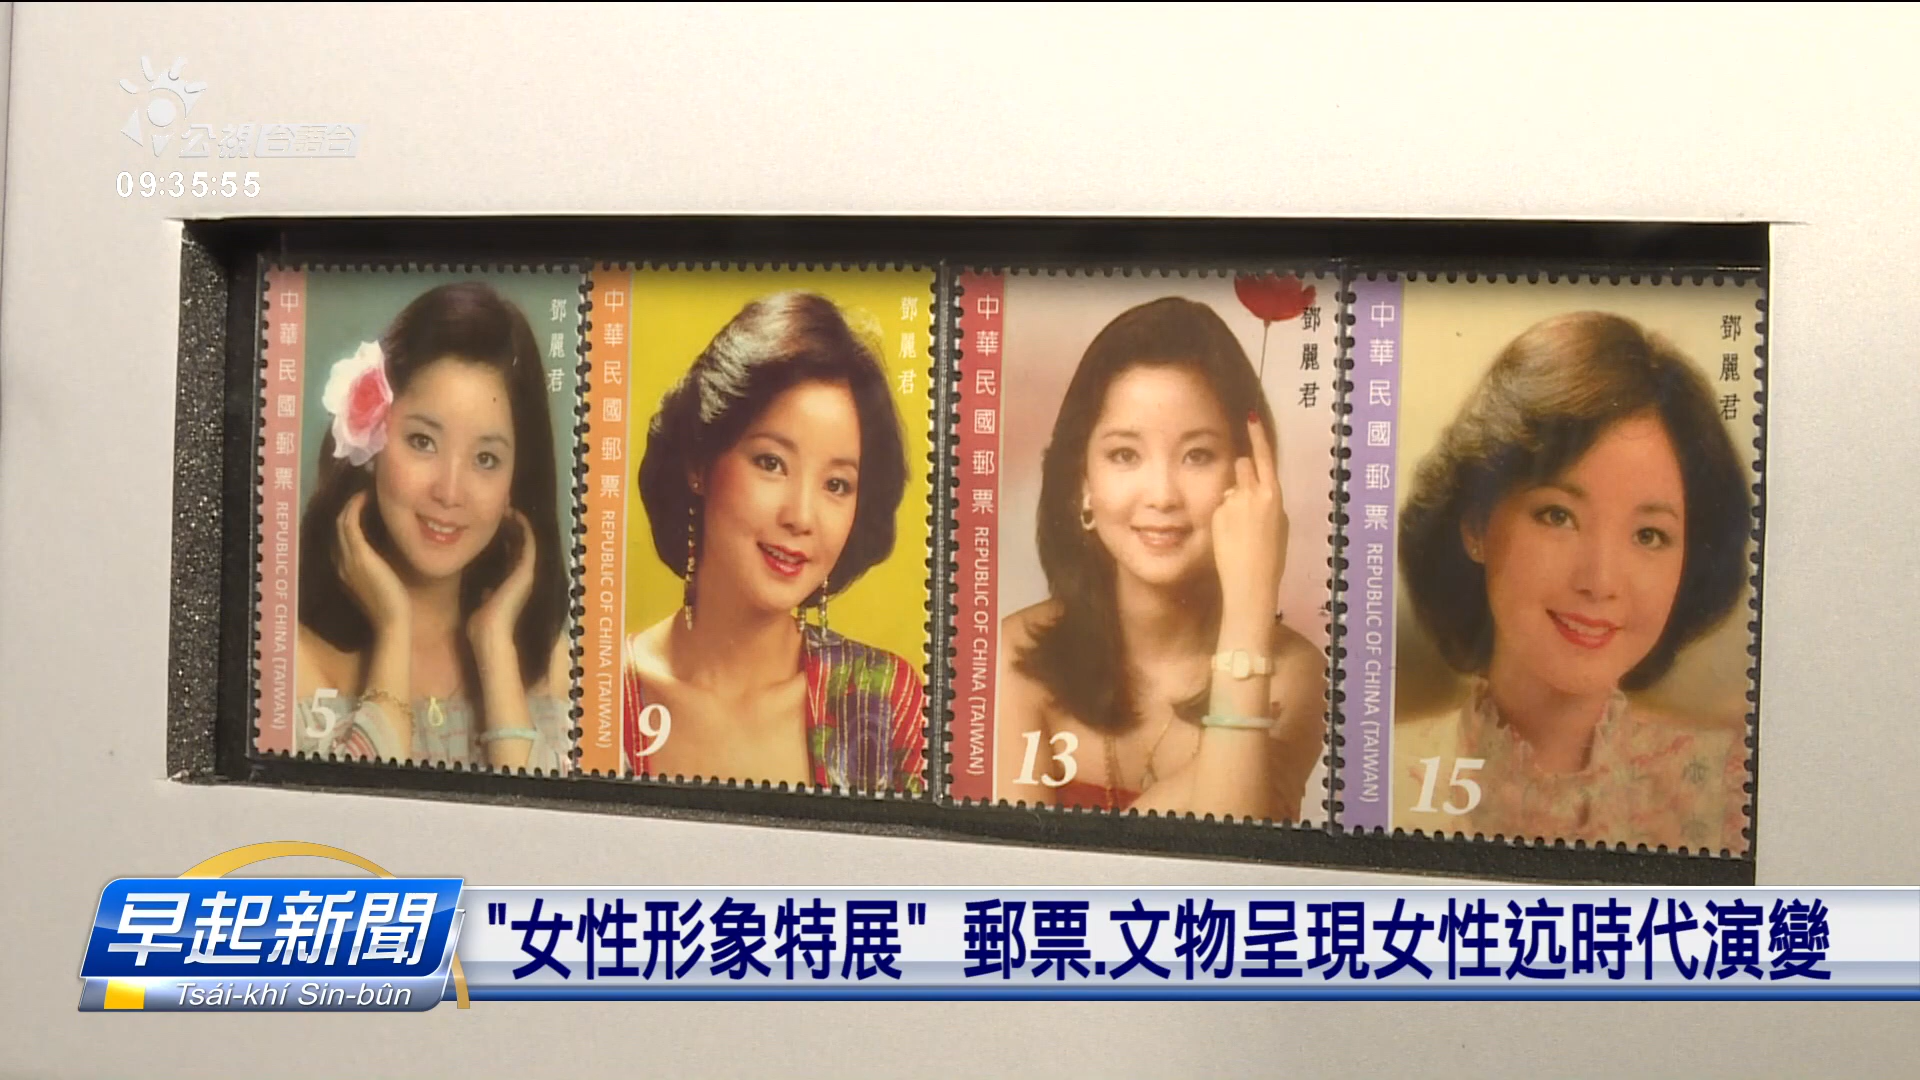 公視台語台
09:35:55
中華民國郵票 REPUBLIC OF CHINA (TAIWAN)
鄧麗君
5
中華民國郵票 REPUBLIC OF CHINA (TAIWAN)
鄧麗君
9
中華民國郵票 REPUBLIC OF CHINA (TAIWAN)
鄧麗君
13
中華民國郵票 REPUBLIC OF CHINA (TAIWAN)
鄧麗君
15
早起新聞
Tsái-khí Sin-bûn
"女性形象特展" 郵票.文物呈現女性迒時代演變